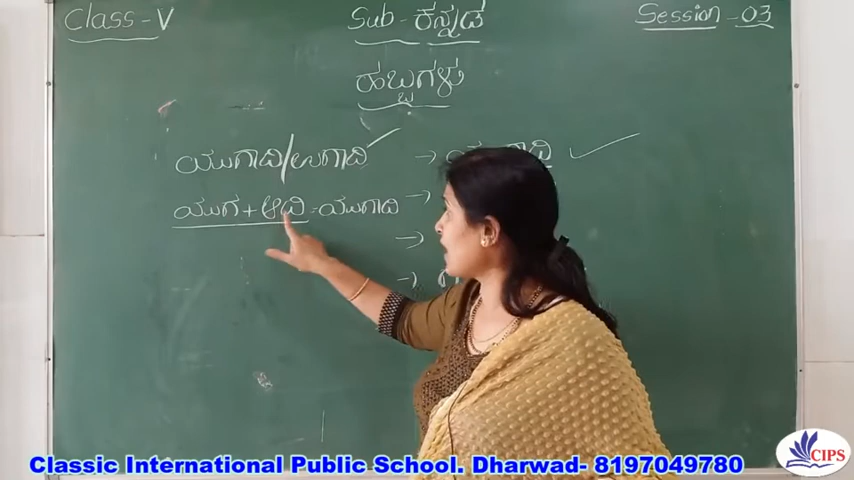 Class-V Sub-ಕನ್ನಡ Session-03
ಹಬ್ಬಗಳು
ಯುಗಾದಿ/ಉಗಾದಿ →
ಯುಗ+ಆದಿ=ಯುಗಾದಿ →
→
→
Classic International Public School. Dharwad- 8197049780
CIPS